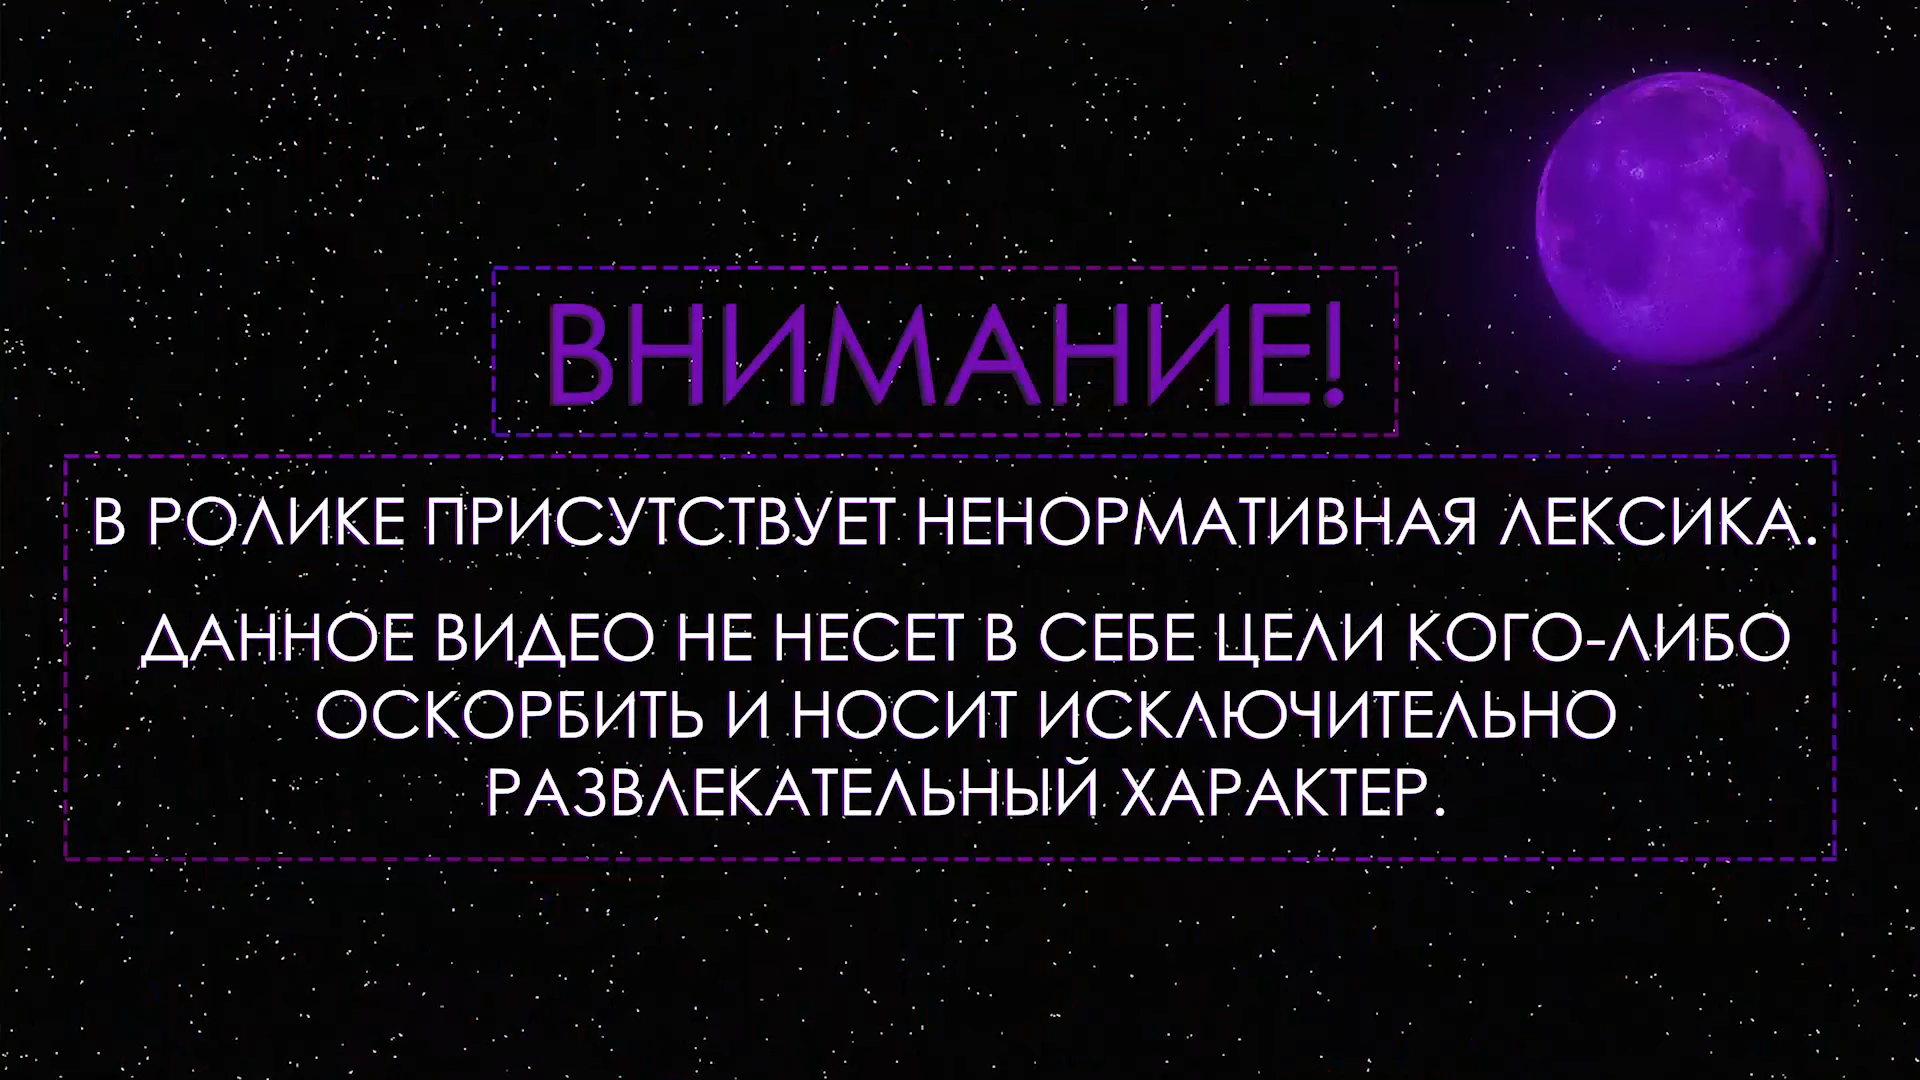 ВНИМАНИЕ!
В РОЛИКЕ ПРИСУТСТВУЕТ НЕНОРМАТИВНАЯ ЛЕКСИКА.
ДАННОЕ ВИДЕО НЕ НЕСЕТ В СЕБЕ ЦЕЛИ КОГО-ЛИБО
ОСКОРБИТЬ И НОСИТ ИСКЛЮЧИТЕЛЬНО
РАЗВЛЕКАТЕЛЬНЫЙ ХАРАКТЕР.